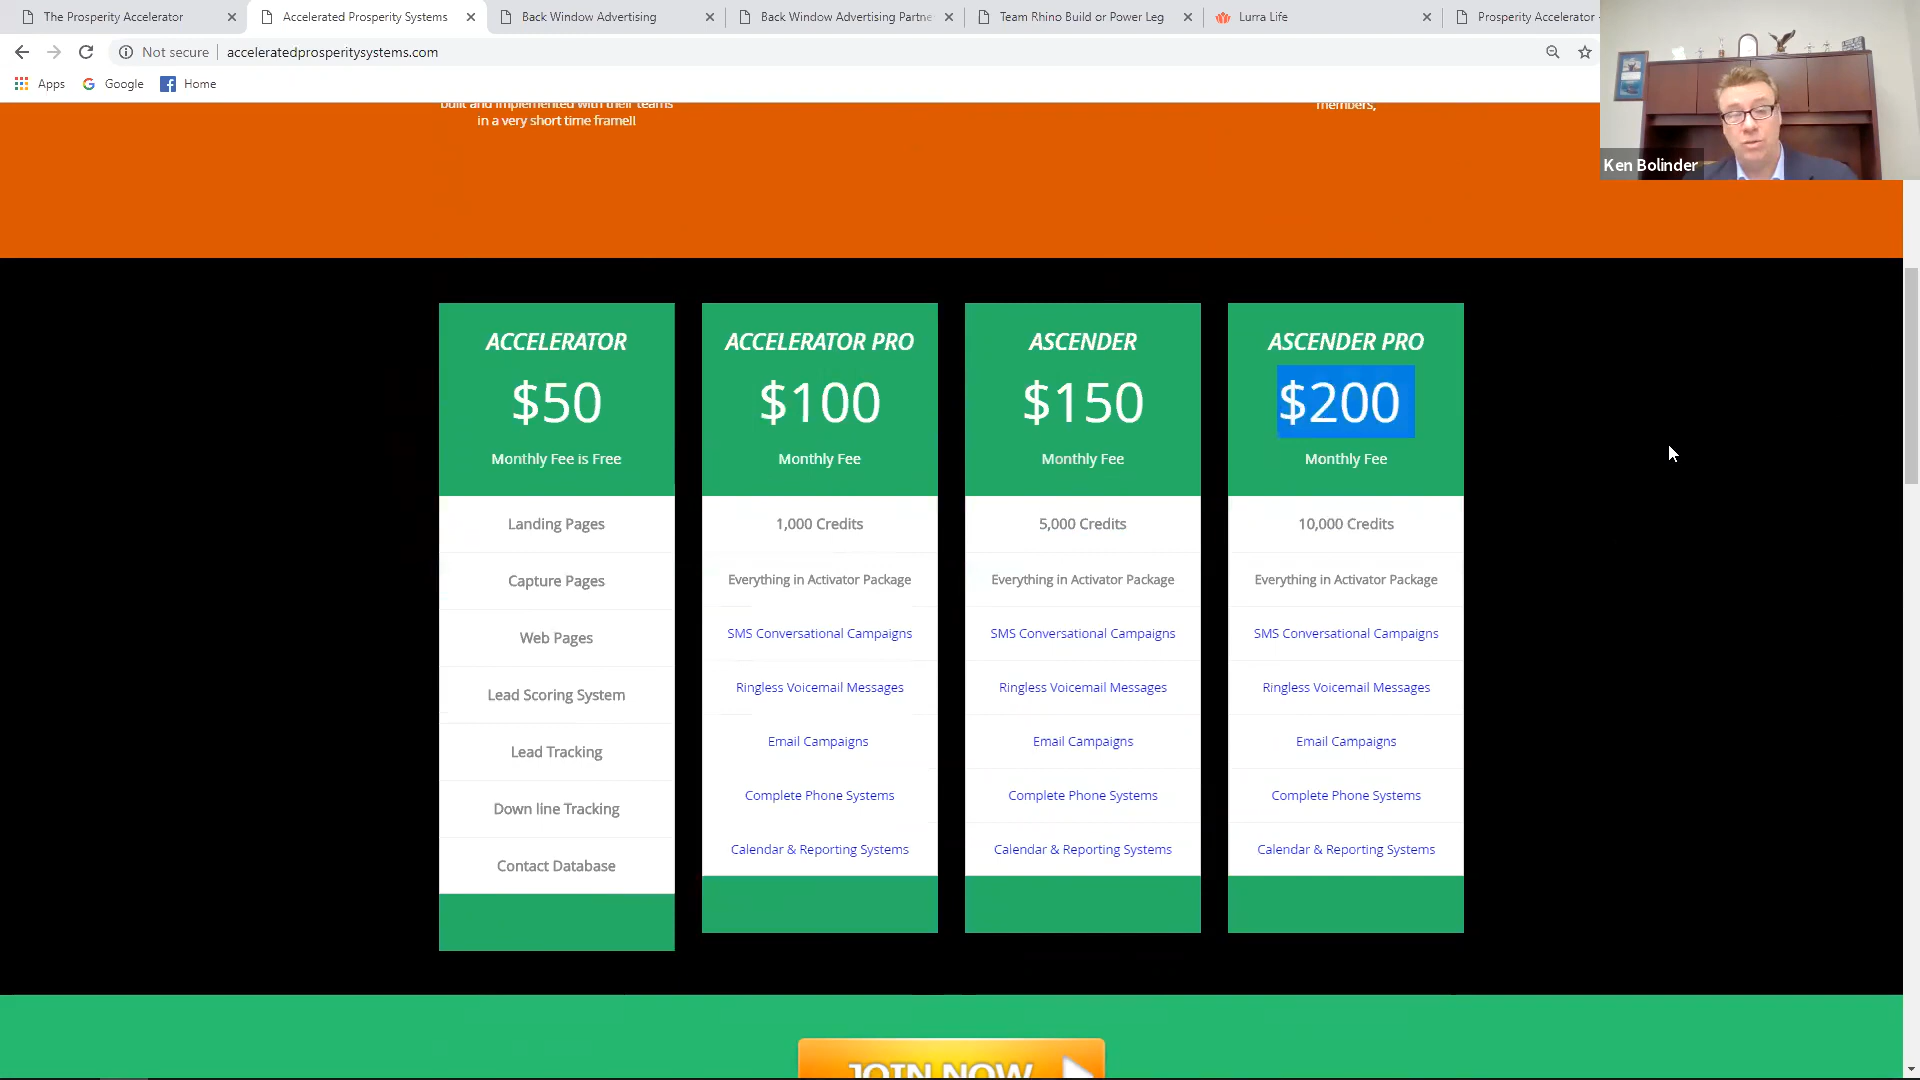 The Prosperity Accelerator
Accelerated Prosperity Systems
Back Window Advertising
Back Window Advertising Partne
Team Rhino Build or Power Leg
Lurra Life
Prosperity Accelerator
Not secure
acceleratedprosperitysystems.com
Apps
Google
Home
Ken Bolinder
built and implemented with their teams
in a very short time frame!!
members,
ACCELERATOR
$50
Monthly Fee is Free
Landing Pages
Capture Pages
Web Pages
Lead Scoring System
Lead Tracking
Down line Tracking
Contact Database
ACCELERATOR PRO
$100
Monthly Fee
1,000 Credits
Everything in Activator Package
SMS Conversational Campaigns
Ringless Voicemail Messages
Email Campaigns
Complete Phone Systems
Calendar & Reporting Systems
ASCENDER
$150
Monthly Fee
5,000 Credits
Everything in Activator Package
SMS Conversational Campaigns
Ringless Voicemail Messages
Email Campaigns
Complete Phone Systems
Calendar & Reporting Systems
ASCENDER PRO
$200
Monthly Fee
10,000 Credits
Everything in Activator Package
SMS Conversational Campaigns
Ringless Voicemail Messages
Email Campaigns
Complete Phone Systems
Calendar & Reporting Systems
JOIN NOW